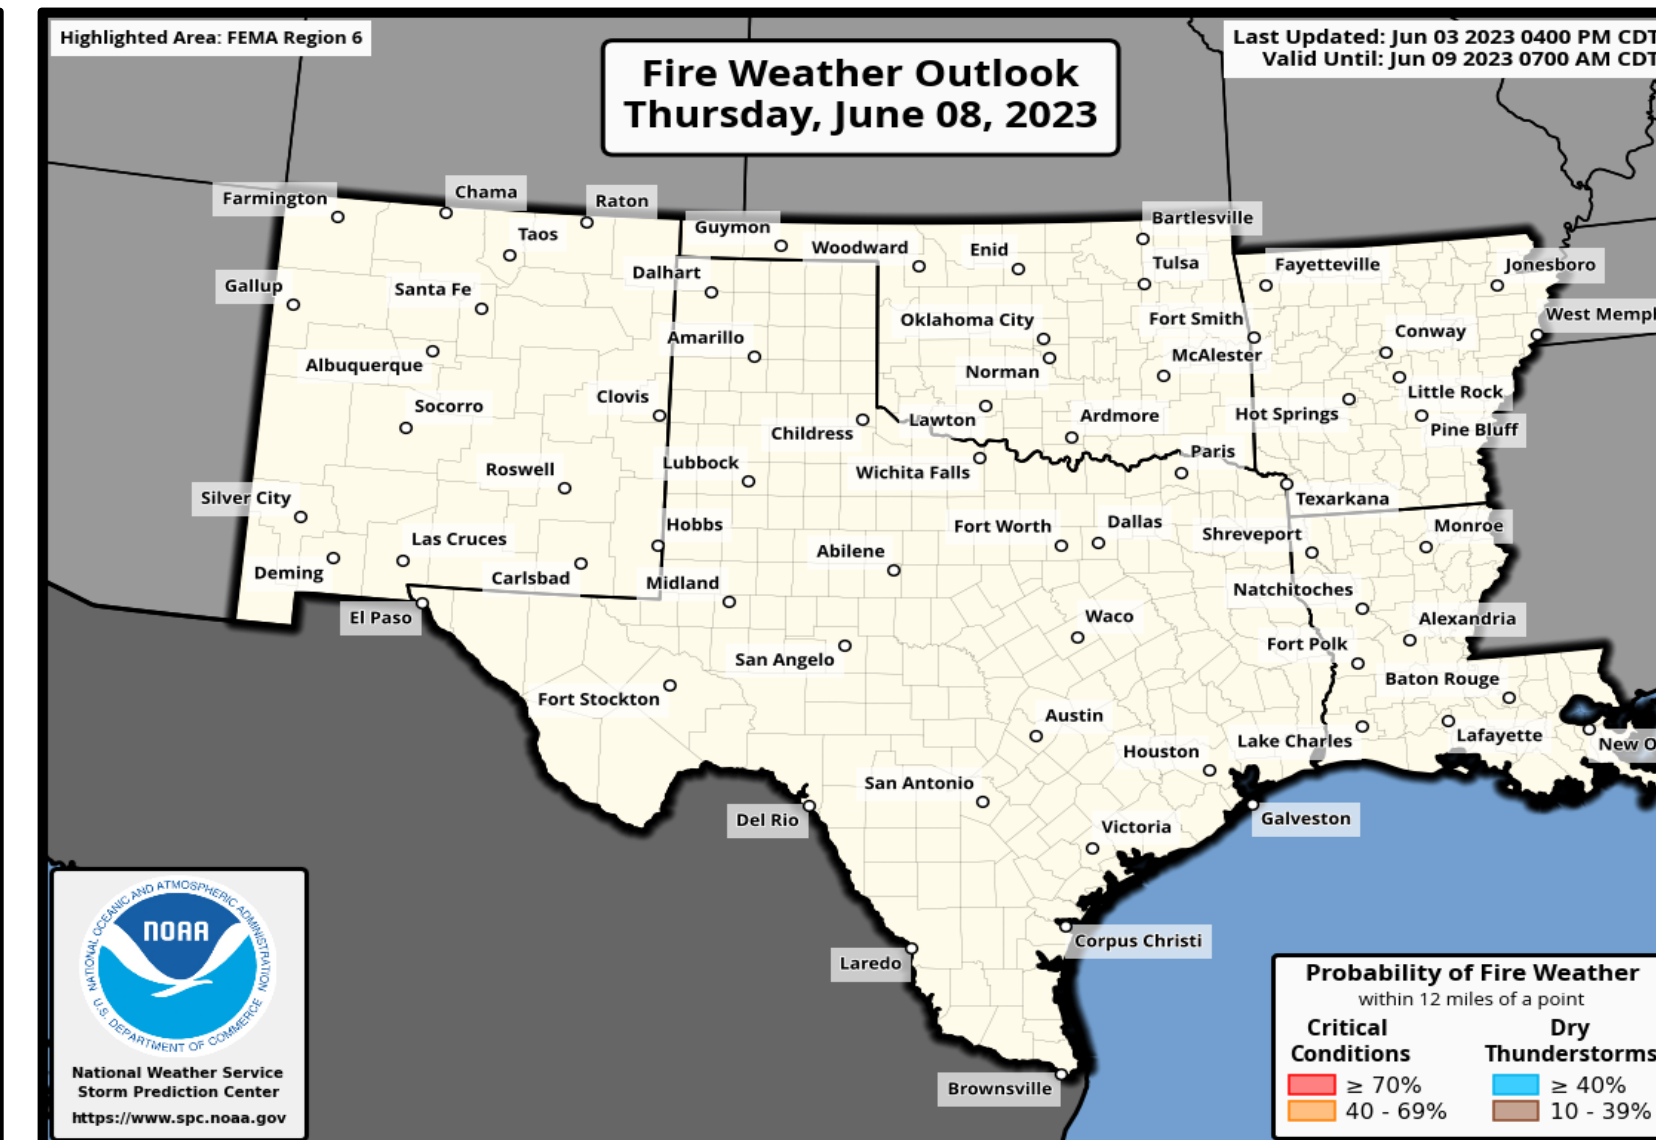 Highlighted Area: FEMA Region 6
Fire Weather Outlook
Thursday, June 08, 2023
Last Updated: Jun 03 2023 0400 PM CDT
Valid Until: Jun 09 2023 0700 AM CDT
Farmington
Chama
Raton
Taos
Guymon
Woodward
Enid
Bartlesville
Tulsa
Fayetteville
Jonesboro
Gallup
Santa Fe
Dalhart
Oklahoma City
Fort Smith
West Memp
Albuquerque
Amarillo
Norman
McAlester
Conway
Little Rock
Socorro
Clovis
Childress
Lawton
Ardmore
Hot Springs
Pine Bluff
Roswell
Lubbock
Wichita Falls
Paris
Texarkana
Silver City
Las Cruces
Hobbs
Abilene
Fort Worth
Dallas
Shreveport
Monroe
Deming
Carlsbad
Midland
Natchitoches
Alexandria
El Paso
San Angelo
Waco
Fort Polk
Baton Rouge
Fort Stockton
Austin
Houston
Lake Charles
Lafayette
New O
San Antonio
Del Rio
Victoria
Galveston
Corpus Christi
Laredo
Brownsville
NATIONAL OCEANIC AND ATMOSPHERIC ADMINISTRATION
NOAA
U.S. DEPARTMENT OF COMMERCE
National Weather Service
Storm Prediction Center
https://www.spc.noaa.gov
Probability of Fire Weather
within 12 miles of a point
Critical Conditions
≥ 70%
40 - 69%
Dry Thunderstorms
≥ 40%
10 - 39%